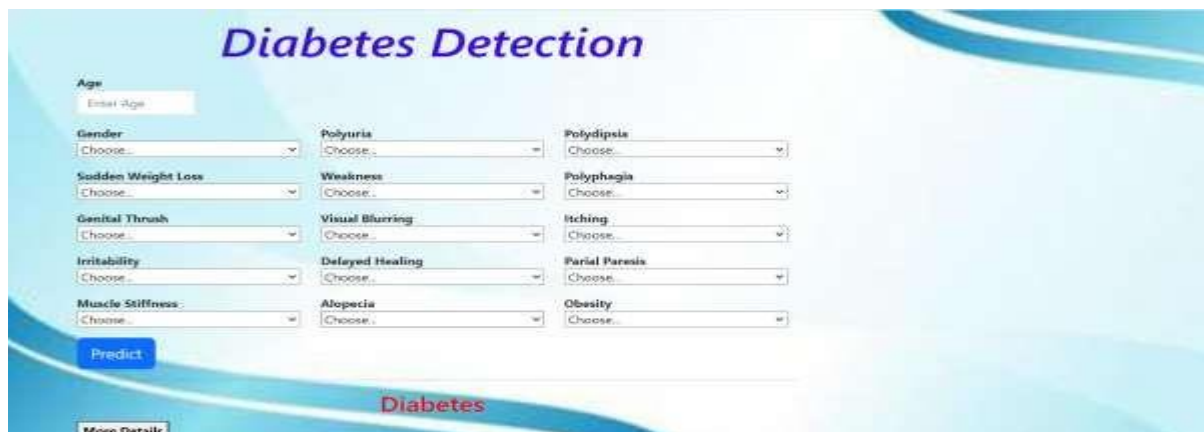 Diabetes Detection
Age
Enter Age
Gender Polyuria Polydipsia
Choose... Choose... Choose...
Sudden Weight Loss Weakness Polyphagia
Choose... Choose... Choose...
Genital Thrush Visual Blurring Itching
Choose... Choose... Choose...
Irritability Delayed Healing Parial Paresis
Choose... Choose... Choose...
Muscle Stiffness Alopecia Obesity
Choose... Choose... Choose...
Predict
Diabetes
More Details